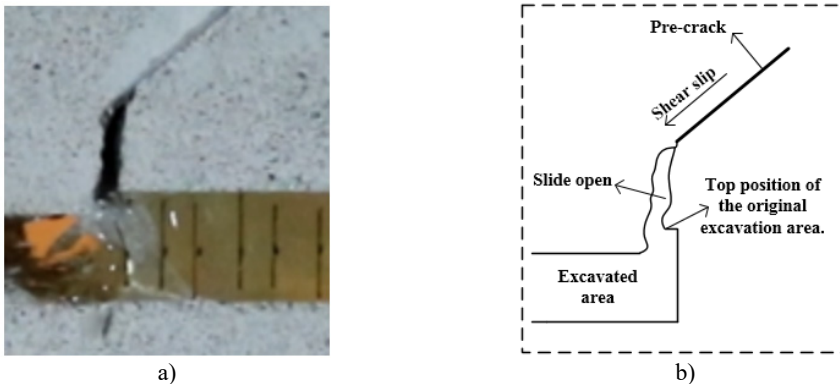 Pre-crack
Shear slip
Slide open
Top position of
the original
excavation area.
Excavated
area
a)
b)